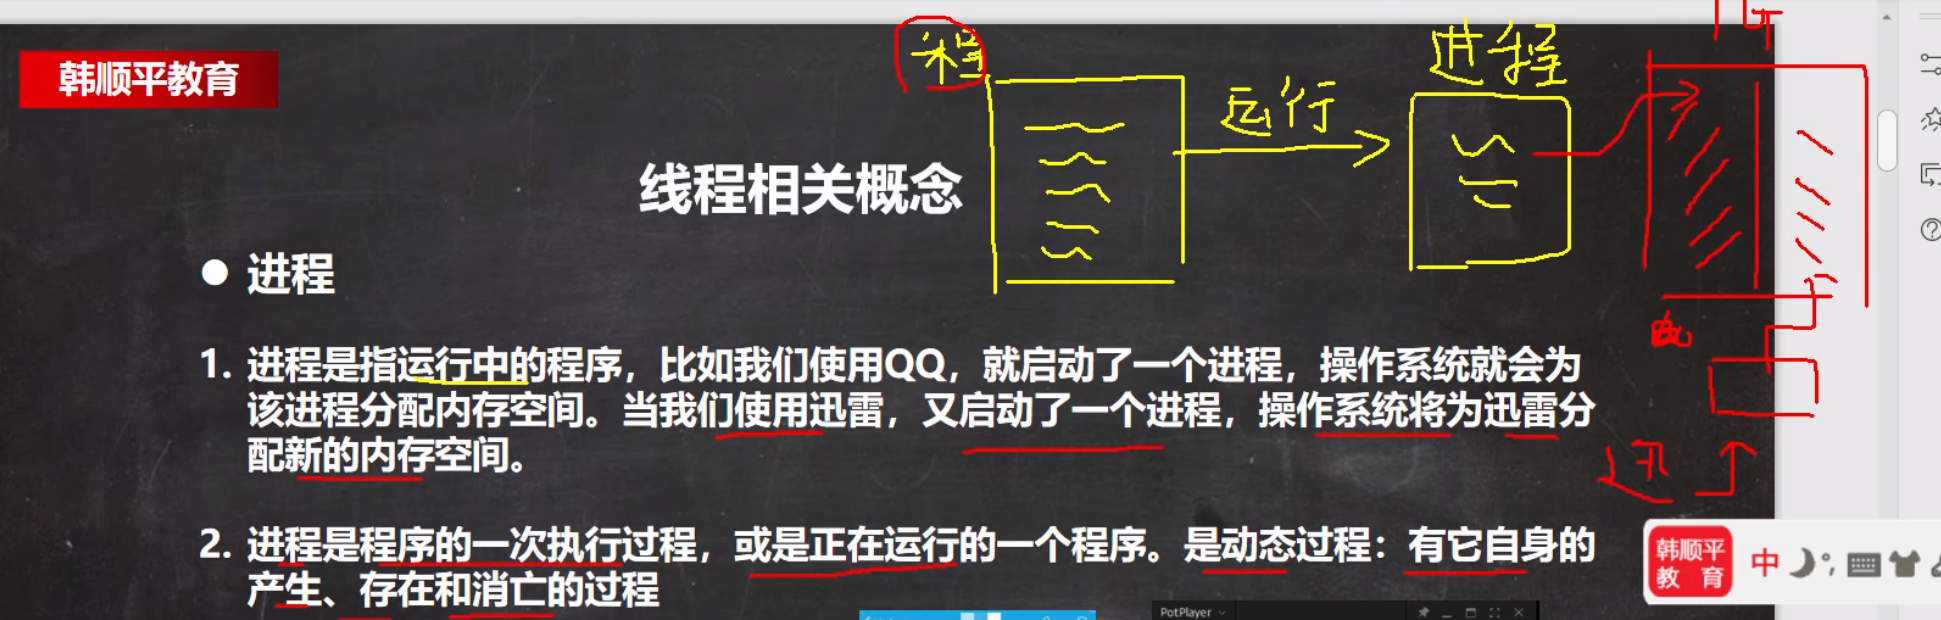 韩顺平教育
程
进程
运行
线程相关概念
● 进程
1. 进程是指运行中的程序，比如我们使用QQ，就启动了一个进程，操作系统就会为
该进程分配内存空间。当我们使用迅雷，又启动了一个进程，操作系统将为迅雷分
配新的内存空间。
迅
2. 进程是程序的一次执行过程，或是正在运行的一个程序。是动态过程：有它自身的
产生、存在和消亡的过程
韩顺平
教 育
中
PotPlayer